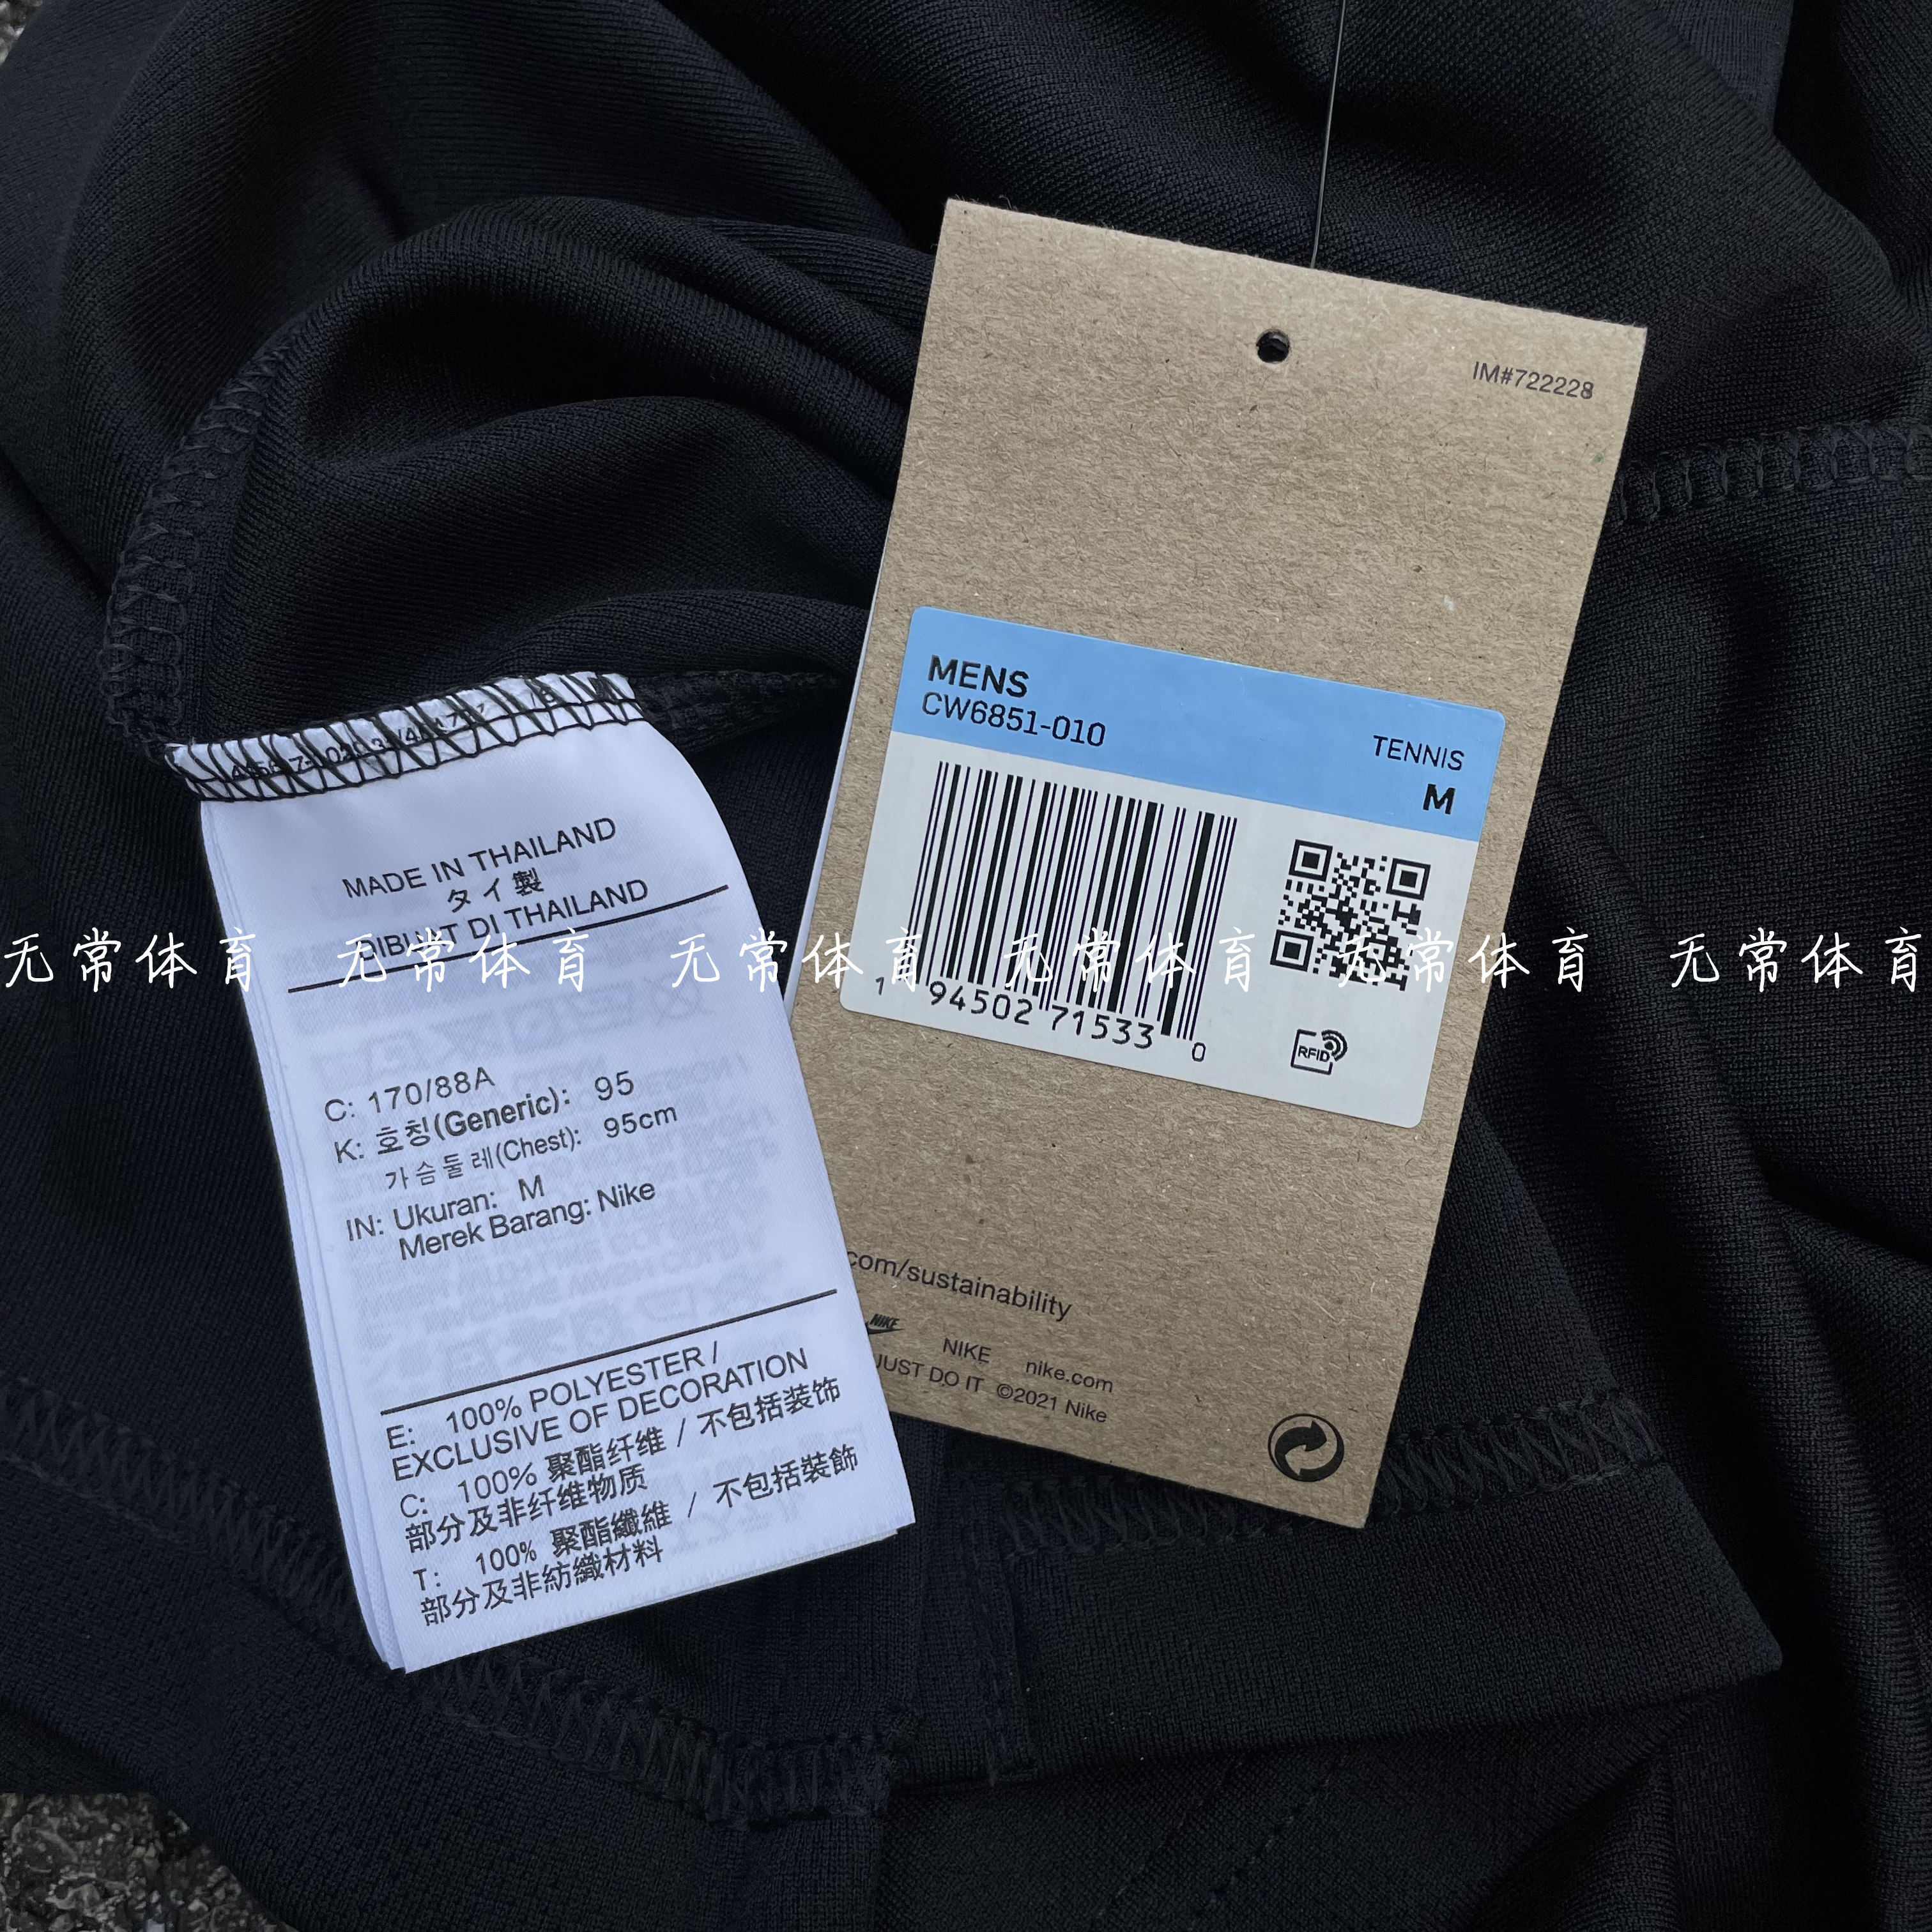 MADE IN THAILAND
タイ製
DIBUAT DI THAILAND
C: 170/88A
K: 호칭(Generic): 95
가슴둘레(Chest): 95cm
IN: Ukuran: M
Merek Barang: Nike
E: 100% POLYESTER /
EXCLUSIVE OF DECORATION
C: 100% 聚酯纤维 / 不包括装饰
部分及非纤维物质
T: 100% 聚酯纖維 / 不包括裝飾
部分及非紡織材料
IM#722228
MENS
CW6851-010
TENNIS
M
1 94502 71533 0
RFID
com/sustainability
NIKE
NIKE nike.com
JUST DO IT ©2021 Nike
无常体育 无常体育 无常体育 无常体育 无常体育 无常体育